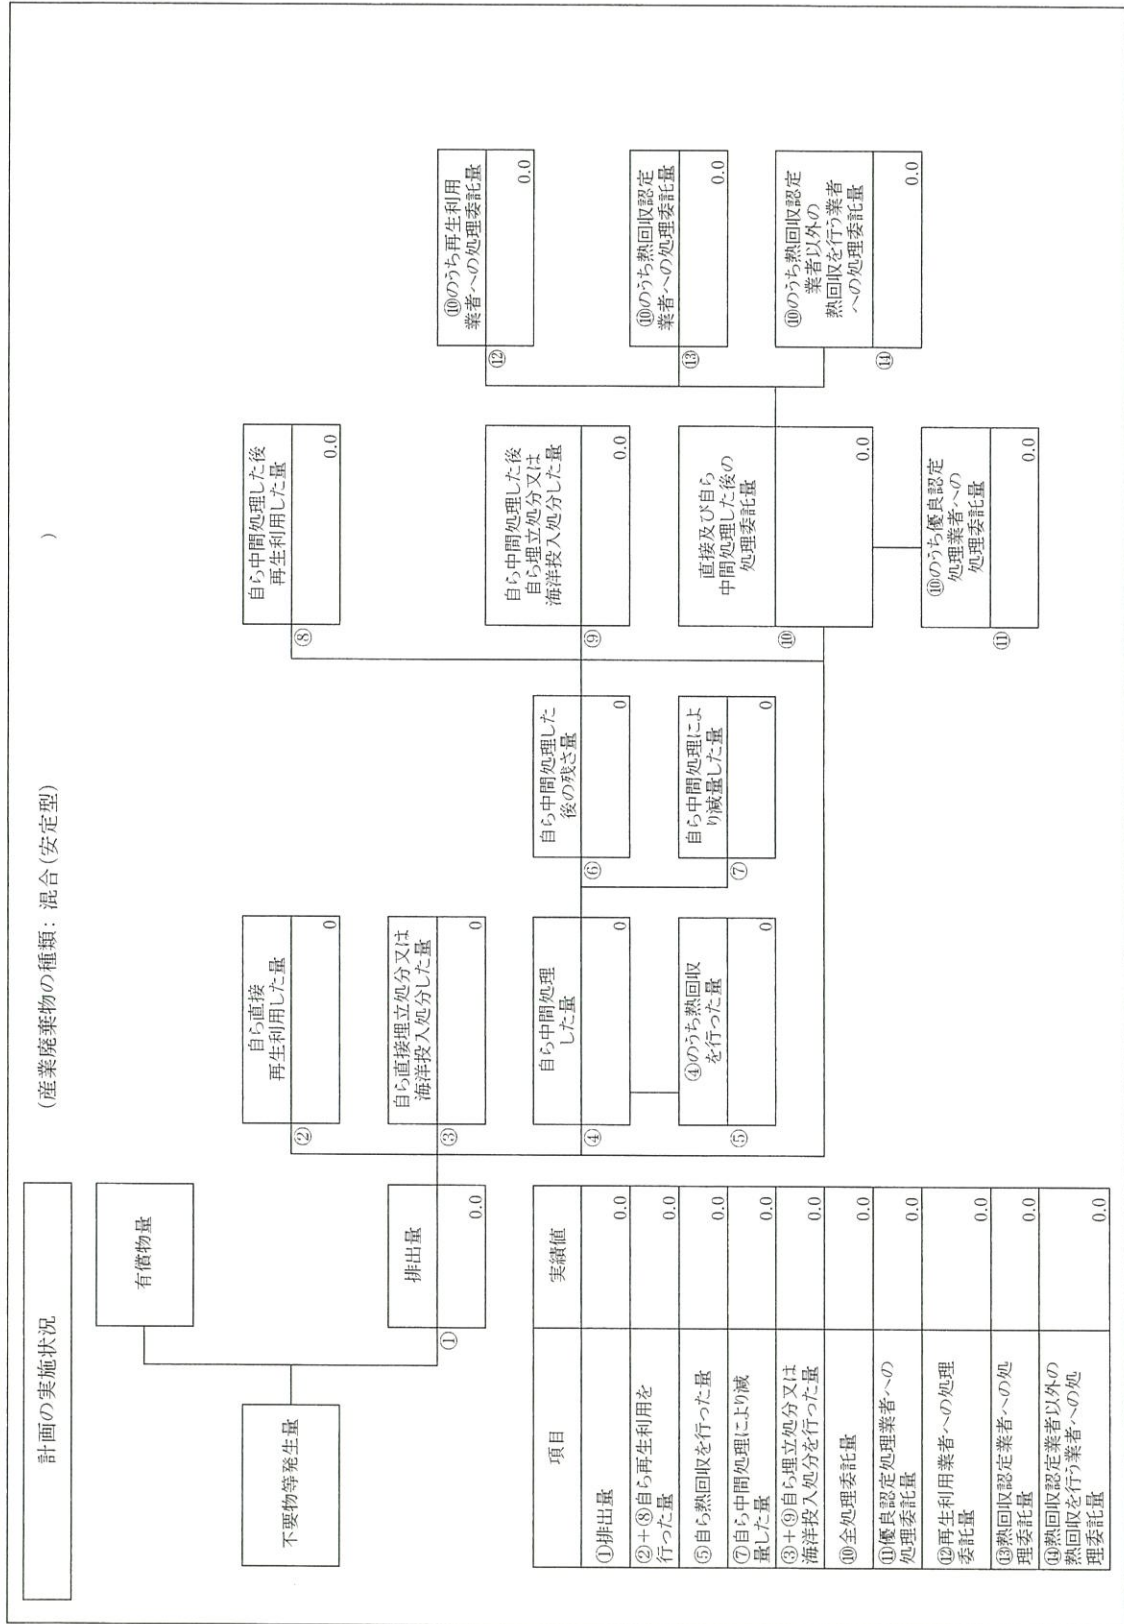 計画の実施状況
(産業廃棄物の種類: 混合(安定型) )
不要物等発生量
有償物量
排出量
①
0.0
自ら直接
再生利用した量
②
0
自ら直接埋立処分又は
海洋投入処分した量
③
0
自ら中間処理
した量
④
0
④のうち熱回収
を行った量
⑤
0
自ら中間処理した
後の残さ量
⑥
0
自ら中間処理によ
り減量した量
⑦
0
自ら中間処理した後
再生利用した量
⑧
0.0
自ら中間処理した後
自ら埋立処分又は
海洋投入処分した量
⑨
0.0
直接及び自ら
中間処理した後の
処理委託量
⑩
0.0
⑩のうち優良認定
処理業者への
処理委託量
⑪
0.0
⑩のうち再生利用
業者への処理委託量
⑫
0.0
⑩のうち熱回収認定
業者への処理委託量
⑬
0.0
⑩のうち熱回収認定
業者以外の
熱回収を行う業者
への処理委託量
⑭
0.0
項目 実績値
①排出量 0.0
②+⑧自ら再生利用を
行った量 0.0
⑤自ら熱回収を行った量 0.0
⑦自ら中間処理により減
量した量 0.0
③+⑨自ら埋立処分又は
海洋投入処分を行った量 0.0
⑩全処理委託量 0.0
⑪優良認定処理業者への
処理委託量 0.0
⑫再生利用業者への処理
委託量 0.0
⑬熱回収認定業者への処
理委託量 0.0
⑭熱回収認定業者以外の
熱回収を行う業者への処
理委託量 0.0